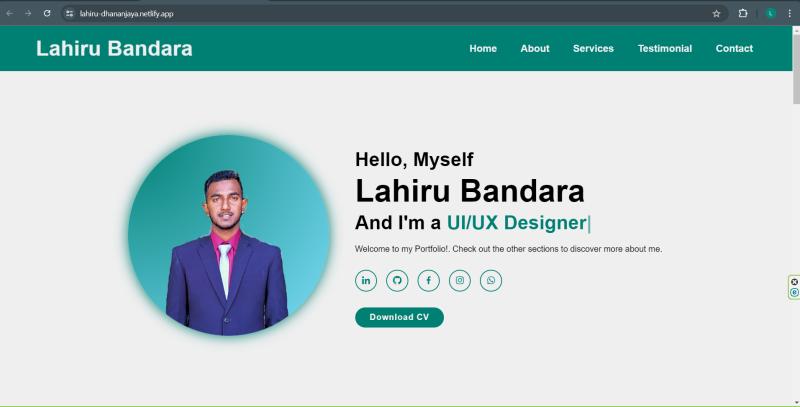 lahiru-dhananjaya.netlify.app
L
Lahiru Bandara
Home About Services Testimonial Contact
Hello, Myself
Lahiru Bandara
And I'm a UI/UX Designer|
Welcome to my Portfolio!. Check out the other sections to discover more about me.
in
Download CV